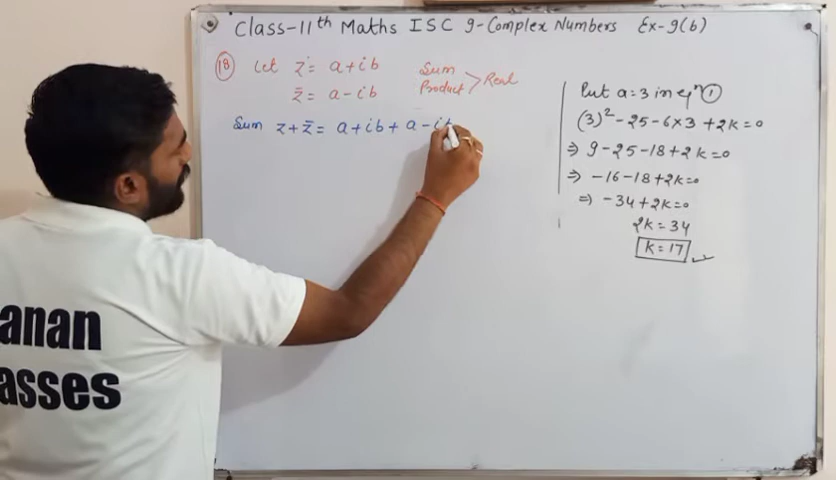 Class-11th Maths ISC 9-Complex Numbers Ex-9(b)
18 Let z = a+ib Sum
z̄ = a-ib Product > Real
Sum z+z̄ = a+ib+a-ib
Put a=3 in eqⁿ ①
(3)² - 25 - 6×3 + 2k = 0
⇒ 9 - 25 - 18 + 2k = 0
⇒ -16 - 18 + 2k = 0
⇒ -34 + 2k = 0
2k = 34
k = 17
anan
asses